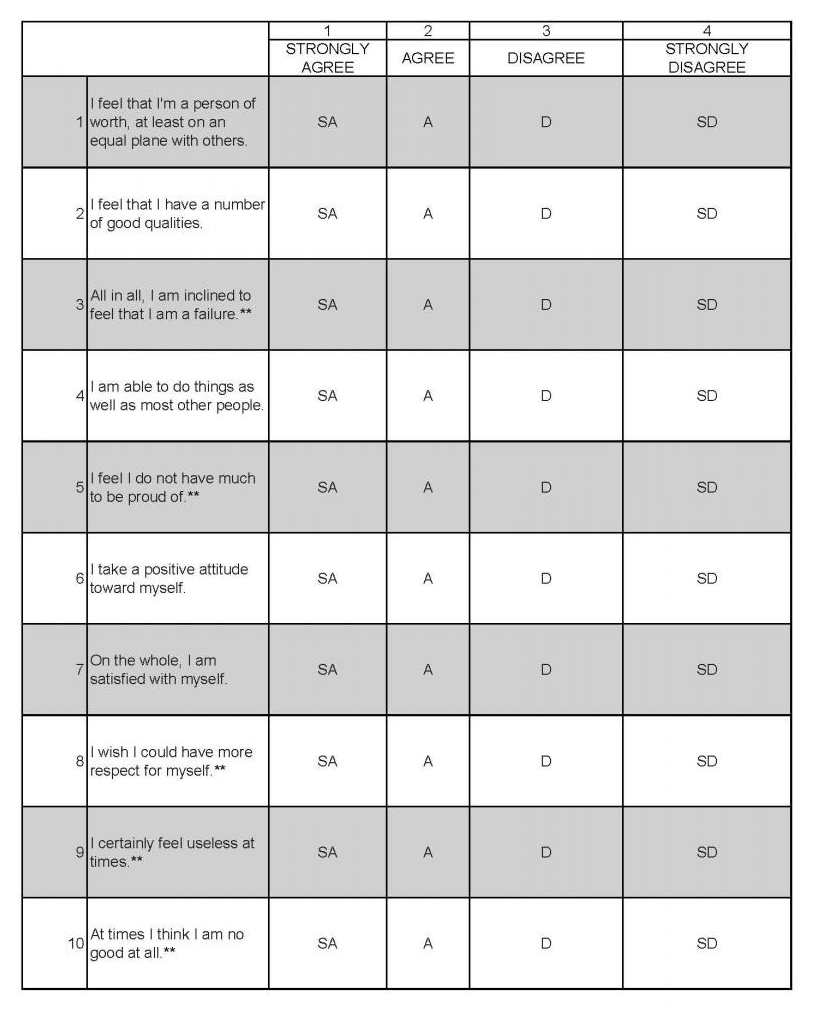 1 2 3 4
STRONGLY AGREE AGREE DISAGREE STRONGLY DISAGREE
I feel that I'm a person of
1 worth, at least on an SA A D SD
equal plane with others.
2 I feel that I have a number SA A D SD
of good qualities.
3 All in all, I am inclined to SA A D SD
feel that I am a failure.**
4 I am able to do things as SA A D SD
well as most other people.
5 I feel I do not have much SA A D SD
to be proud of.**
6 I take a positive attitude SA A D SD
toward myself.
7 On the whole, I am SA A D SD
satisfied with myself.
8 I wish I could have more SA A D SD
respect for myself.**
9 I certainly feel useless at SA A D SD
times.**
10 At times I think I am no SA A D SD
good at all.**